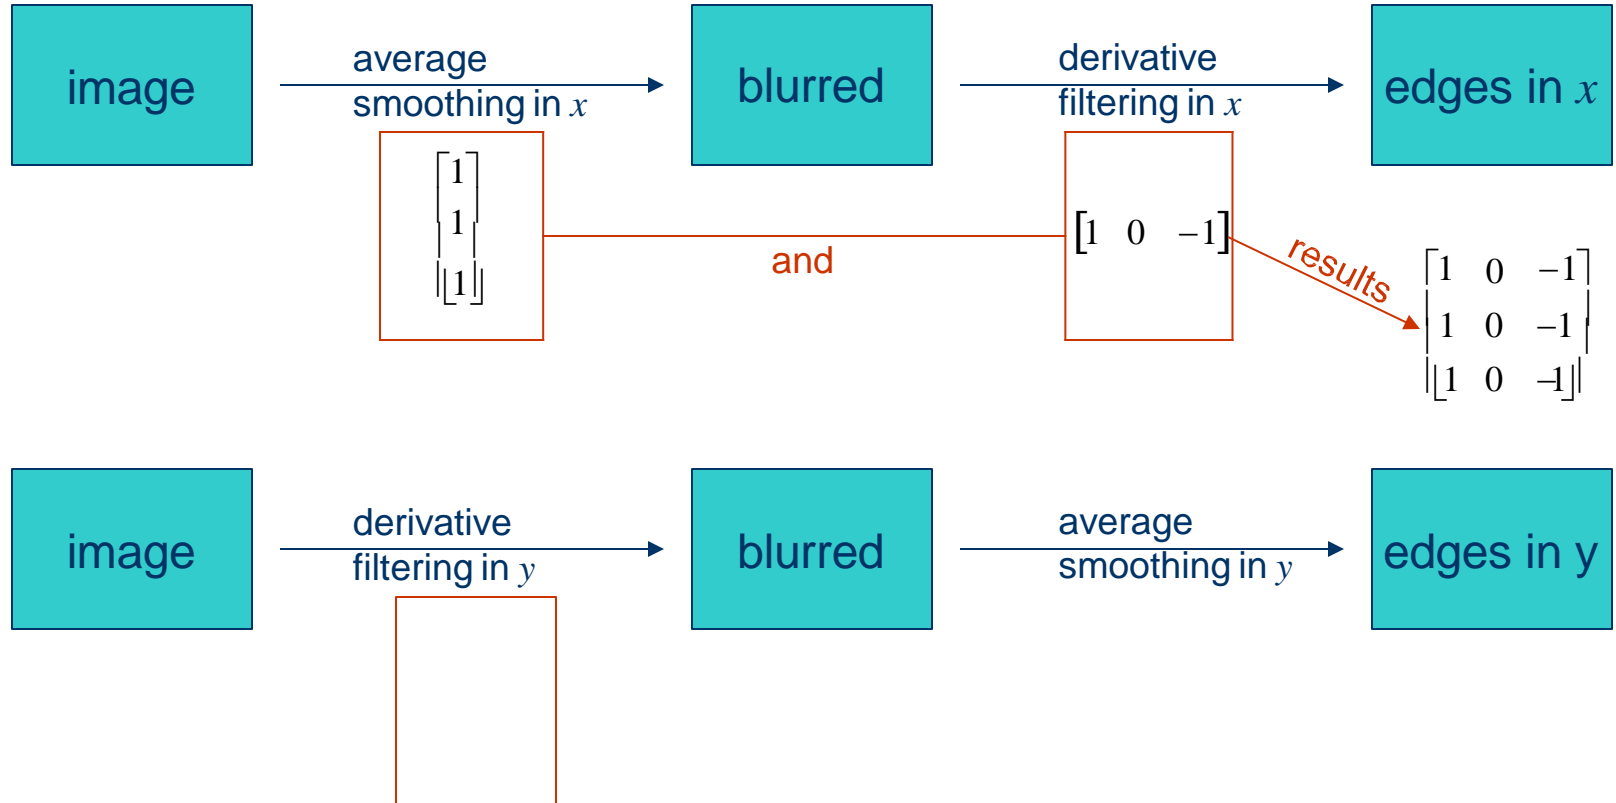 image
average
smoothing in x
blurred
derivative
filtering in x
edges in x
[1
1
1]
and
[1 0 −1]
results
[1 0 −1
1 0 −1
1 0 −1]
image
derivative
filtering in y
blurred
average
smoothing in y
edges in y